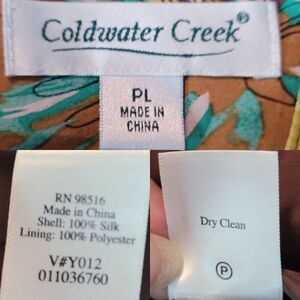 Coldwater Creek®
PL
MADE IN
CHINA
RN 98516
Made in China
Shell: 100% Silk
Lining: 100% Polyester
V#Y012
011036760
Dry Clean
P